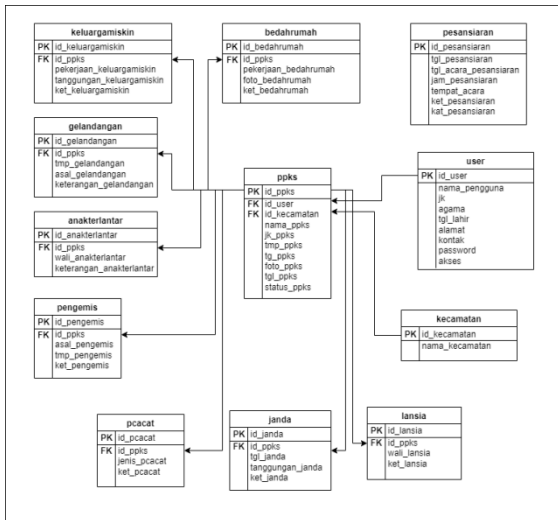 keluargamiskin
PK id_keluargamiskin
FK id_ppks
pekerjaan_keluargamiskin
tanggungan_keluargamiskin
ket_keluargamiskin
bedahrumah
PK id_bedahrumah
FK id_ppks
pekerjaan_bedahrumah
foto_bedahrumah
ket_bedahrumah
pesansiaran
PK id_pesansiaran
tgl_pesansiaran
tgl_acara_pesansiaran
jam_pesansiaran
tempat_acara
ket_pesansiaran
kat_pesansiaran
gelandangan
PK id_gelandangan
FK id_ppks
tmp_gelandangan
asal_gelandangan
keterangan_gelandangan
ppks
PK id_ppks
FK id_user
FK id_kecamatan
nama_ppks
jk_ppks
tmp_ppks
tg_ppks
foto_ppks
tgl_ppks
status_ppks
user
PK id_user
nama_pengguna
jk
agama
tgl_lahir
alamat
kontak
password
akses
anakterlantar
PK id_anakterlantar
FK id_ppks
wali_anakterlantar
keterangan_anakterlantar
pengemis
PK id_pengemis
FK id_ppks
asal_pengemis
tmp_pengemis
ket_pengemis
kecamatan
PK id_kecamatan
nama_kecamatan
pcacat
PK id_pcacat
FK id_ppks
jenis_pcacat
ket_pcacat
janda
PK id_janda
FK id_ppks
tgl_janda
tanggungan_janda
ket_janda
lansia
PK id_lansia
FK id_ppks
wali_lansia
ket_lansia